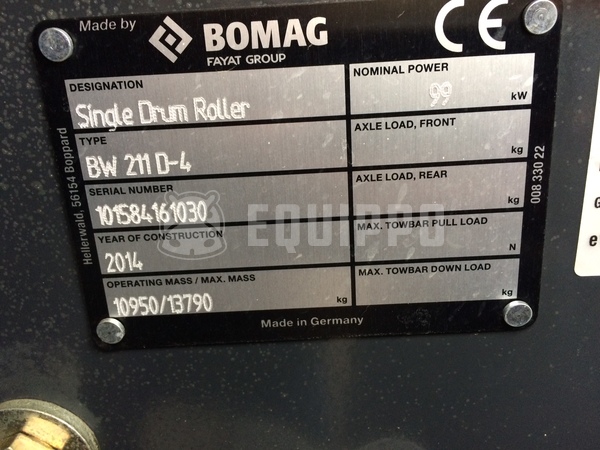 Made by
BOMAG
FAYAT GROUP
CE
DESIGNATION
Single Drum Roller
TYPE
BW 211 D-4
SERIAL NUMBER
101584161030
YEAR OF CONSTRUCTION
2014
OPERATING MASS / MAX. MASS
10950/13790 kg
NOMINAL POWER
99 kW
AXLE LOAD, FRONT
kg
AXLE LOAD, REAR
kg
MAX. TOWBAR PULL LOAD
N
MAX. TOWBAR DOWN LOAD
kg
Made in Germany
Hellerwald, 56154 Boppard
008 330 22
EQUIPPO